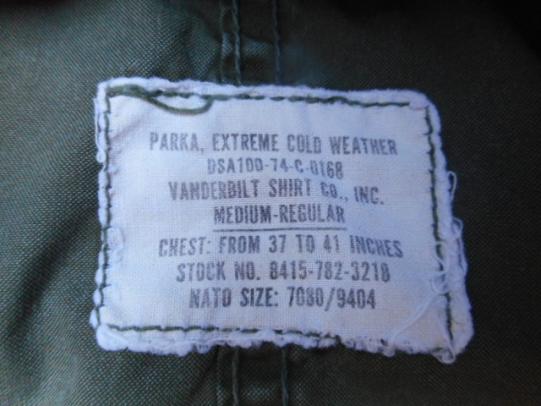 PARKA, EXTREME COLD WEATHER
DSA100-74-C-0168
VANDERBILT SHIRT CO., INC.
MEDIUM-REGULAR
CHEST: FROM 37 TO 41 INCHES
STOCK NO. 8415-782-3218
NATO SIZE: 7080/9404